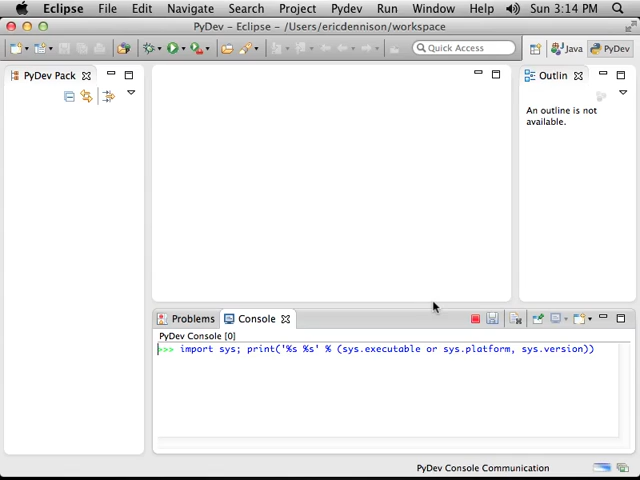 Eclipse File Edit Navigate Search Project Pydev Run Window Help Sun 3:14 PM
PyDev - Eclipse - /Users/ericdennison/workspace
Quick Access Java PyDev
PyDev Pack Outlin
An outline is not
available.
Problems Console
PyDev Console [0]
>>> import sys; print('%s %s' % (sys.executable or sys.platform, sys.version))
PyDev Console Communication